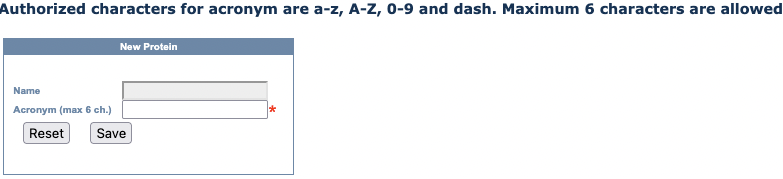 Authorized characters for acronym are a-z, A-Z, 0-9 and dash. Maximum 6 characters are allowed
New Protein
Name
Acronym (max 6 ch.) *
Reset Save